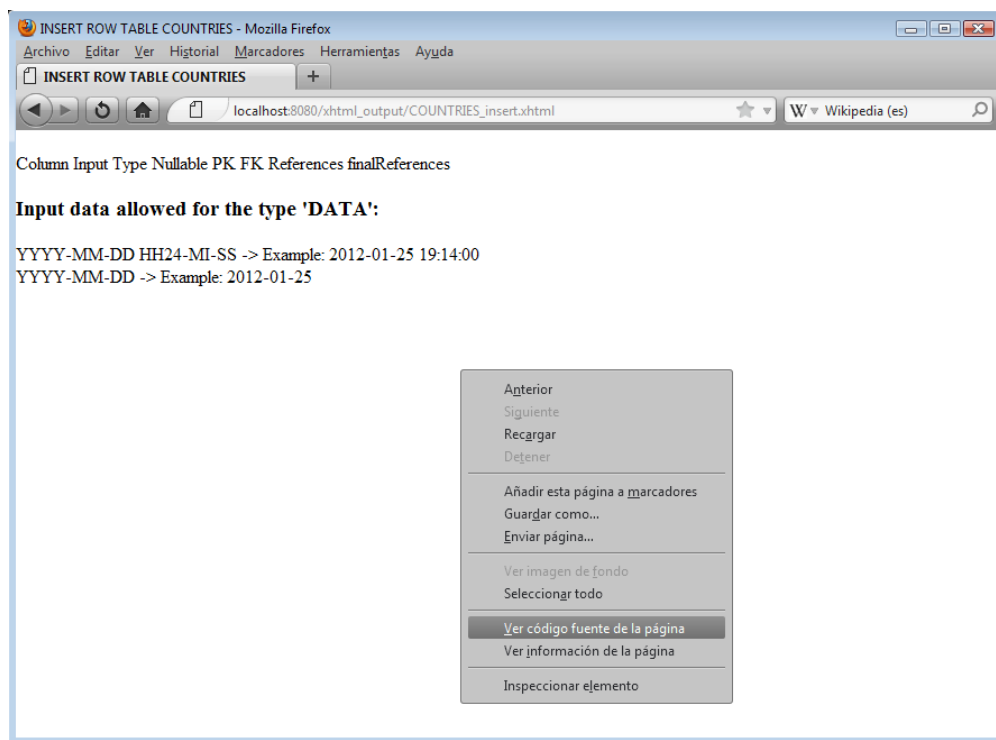 INSERT ROW TABLE COUNTRIES - Mozilla Firefox
Archivo Editar Ver Historial Marcadores Herramientas Ayuda
INSERT ROW TABLE COUNTRIES +
localhost:8080/xhtml_output/COUNTRIES_insert.xhtml W Wikipedia (es)
Column Input Type Nullable PK FK References finalReferences
Input data allowed for the type 'DATA':
YYYY-MM-DD HH24-MI-SS -> Example: 2012-01-25 19:14:00
YYYY-MM-DD -> Example: 2012-01-25
Anterior
Siguiente
Recargar
Detener
Añadir esta página a marcadores
Guardar como...
Enviar página...
Ver imagen de fondo
Seleccionar todo
Ver código fuente de la página
Ver información de la página
Inspeccionar elemento